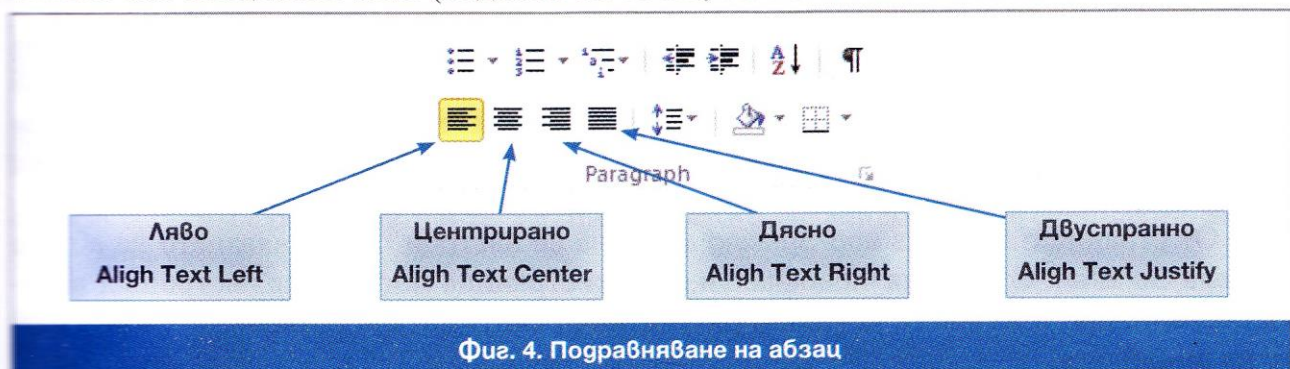 Paragraph
Ляво
Aligh Text Left
Центрирано
Aligh Text Center
Дясно
Aligh Text Right
Двустранно
Aligh Text Justify
Фиг. 4. Подравняване на абзац